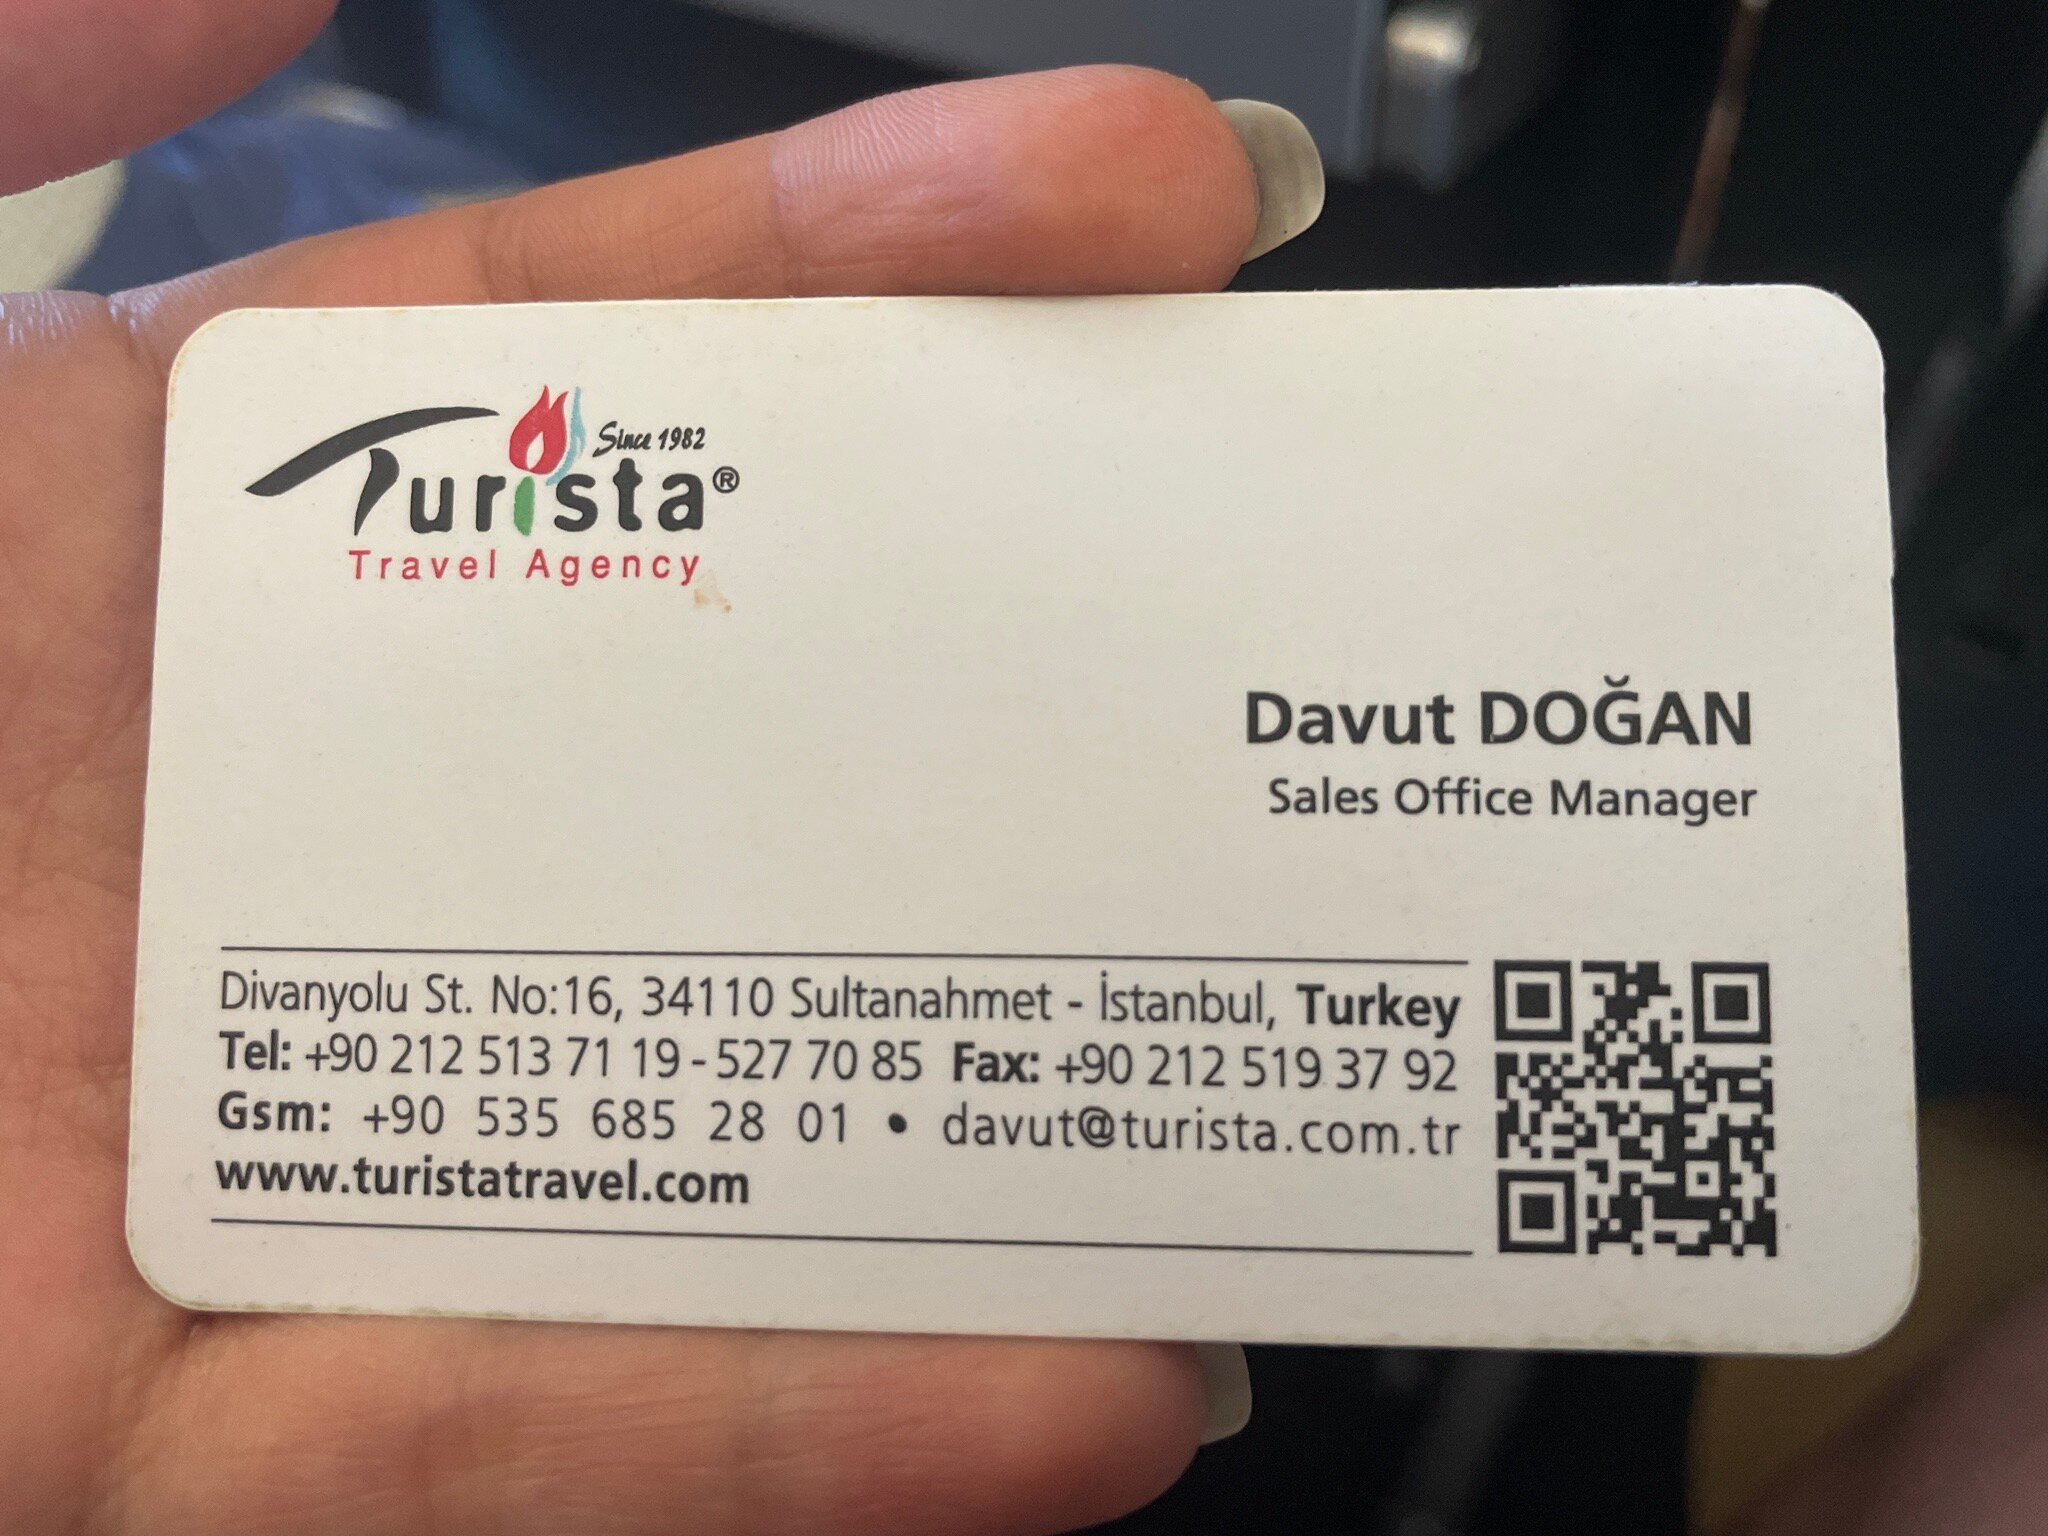 Since 1982
Turista®
Travel Agency
Davut DOĞAN
Sales Office Manager
Divanyolu St. No:16, 34110 Sultanahmet - İstanbul, Turkey
Tel: +90 212 513 71 19 - 527 70 85 Fax: +90 212 519 37 92
Gsm: +90 535 685 28 01 • davut@turista.com.tr
www.turistatravel.com